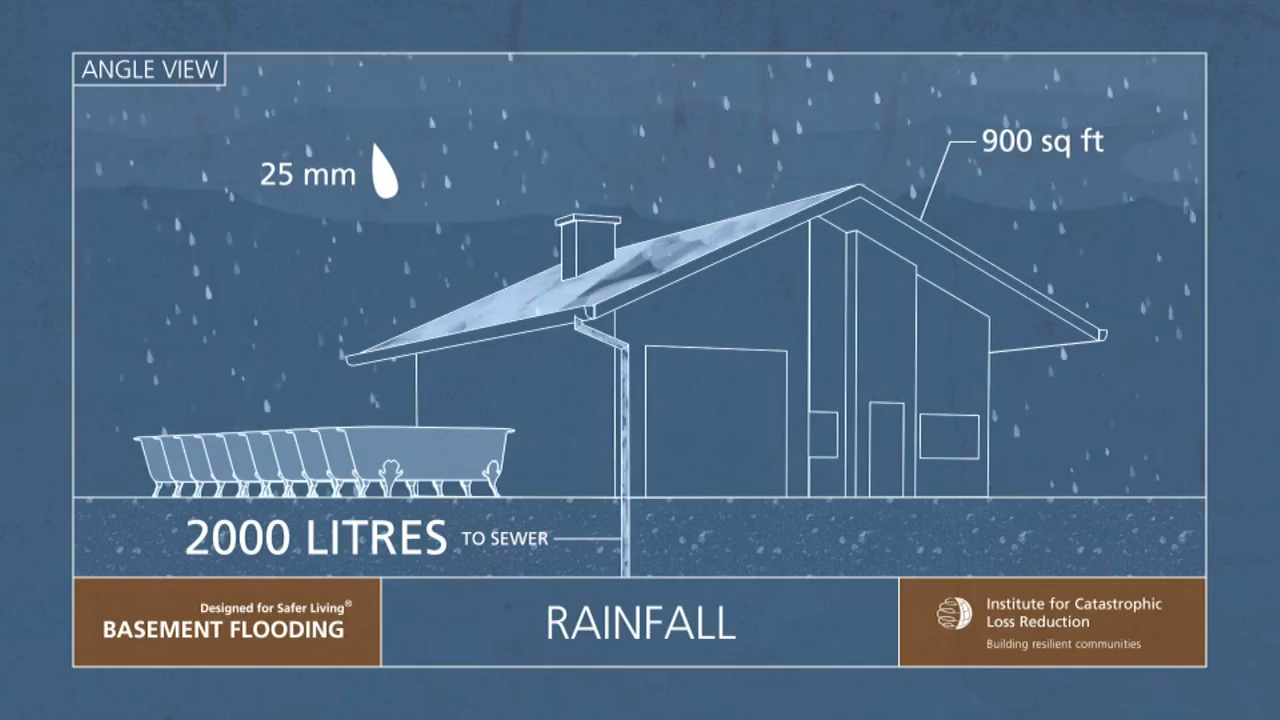 ANGLE VIEW
25 mm
900 sq ft
2000 LITRES TO SEWER
Designed for Safer Living®
BASEMENT FLOODING
RAINFALL
Institute for Catastrophic
Loss Reduction
Building resilient communities